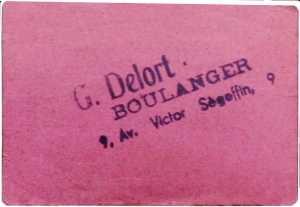 G. Delort.
BOULANGER
9, Av. Victor Ségoffin, 9